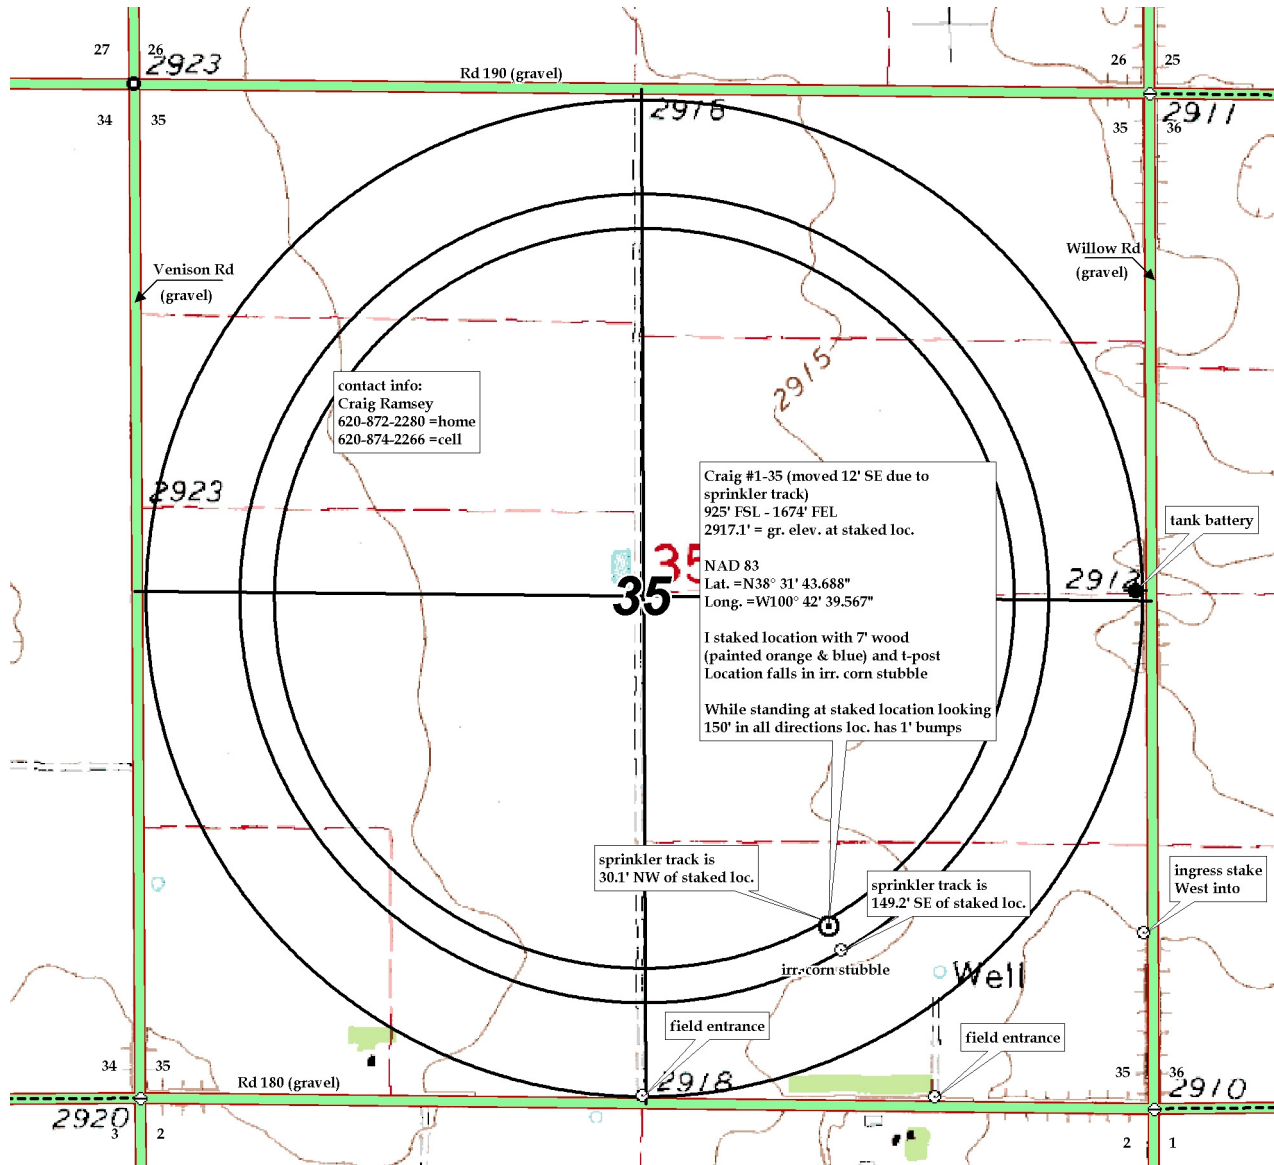 27
26
2923
Rd 190 (gravel)
26
25
34
35
2916
35
36
2911
Venison Rd
(gravel)
Willow Rd
(gravel)
2915
contact info:
Craig Ramsey
620-872-2280 =home
620-874-2266 =cell
2923
Craig #1-35 (moved 12' SE due to
sprinkler track)
925' FSL - 1674' FEL
2917.1' = gr. elev. at staked loc.
NAD 83
Lat. =N38° 31' 43.688"
Long. =W100° 42' 39.567"
I staked location with 7' wood
(painted orange & blue) and t-post
Location falls in irr. corn stubble
While standing at staked location looking
150' in all directions loc. has 1' bumps
tank battery
35
35
2912
sprinkler track is
30.1' NW of staked loc.
sprinkler track is
149.2' SE of staked loc.
ingress stake
West into
irr. corn stubble
Well
field entrance
field entrance
34
35
Rd 180 (gravel)
2918
35
36
2910
2920
3
2
2
1